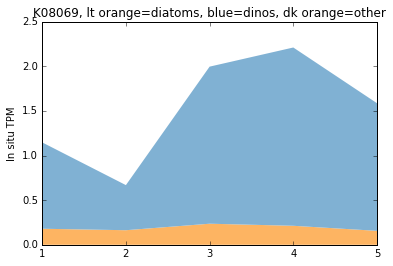 K08069, lt orange=diatoms, blue=dinos, dk orange=other
2.5
2.0
1.5
1.0
0.5
0.0
In situ TPM
1 2 3 4 5